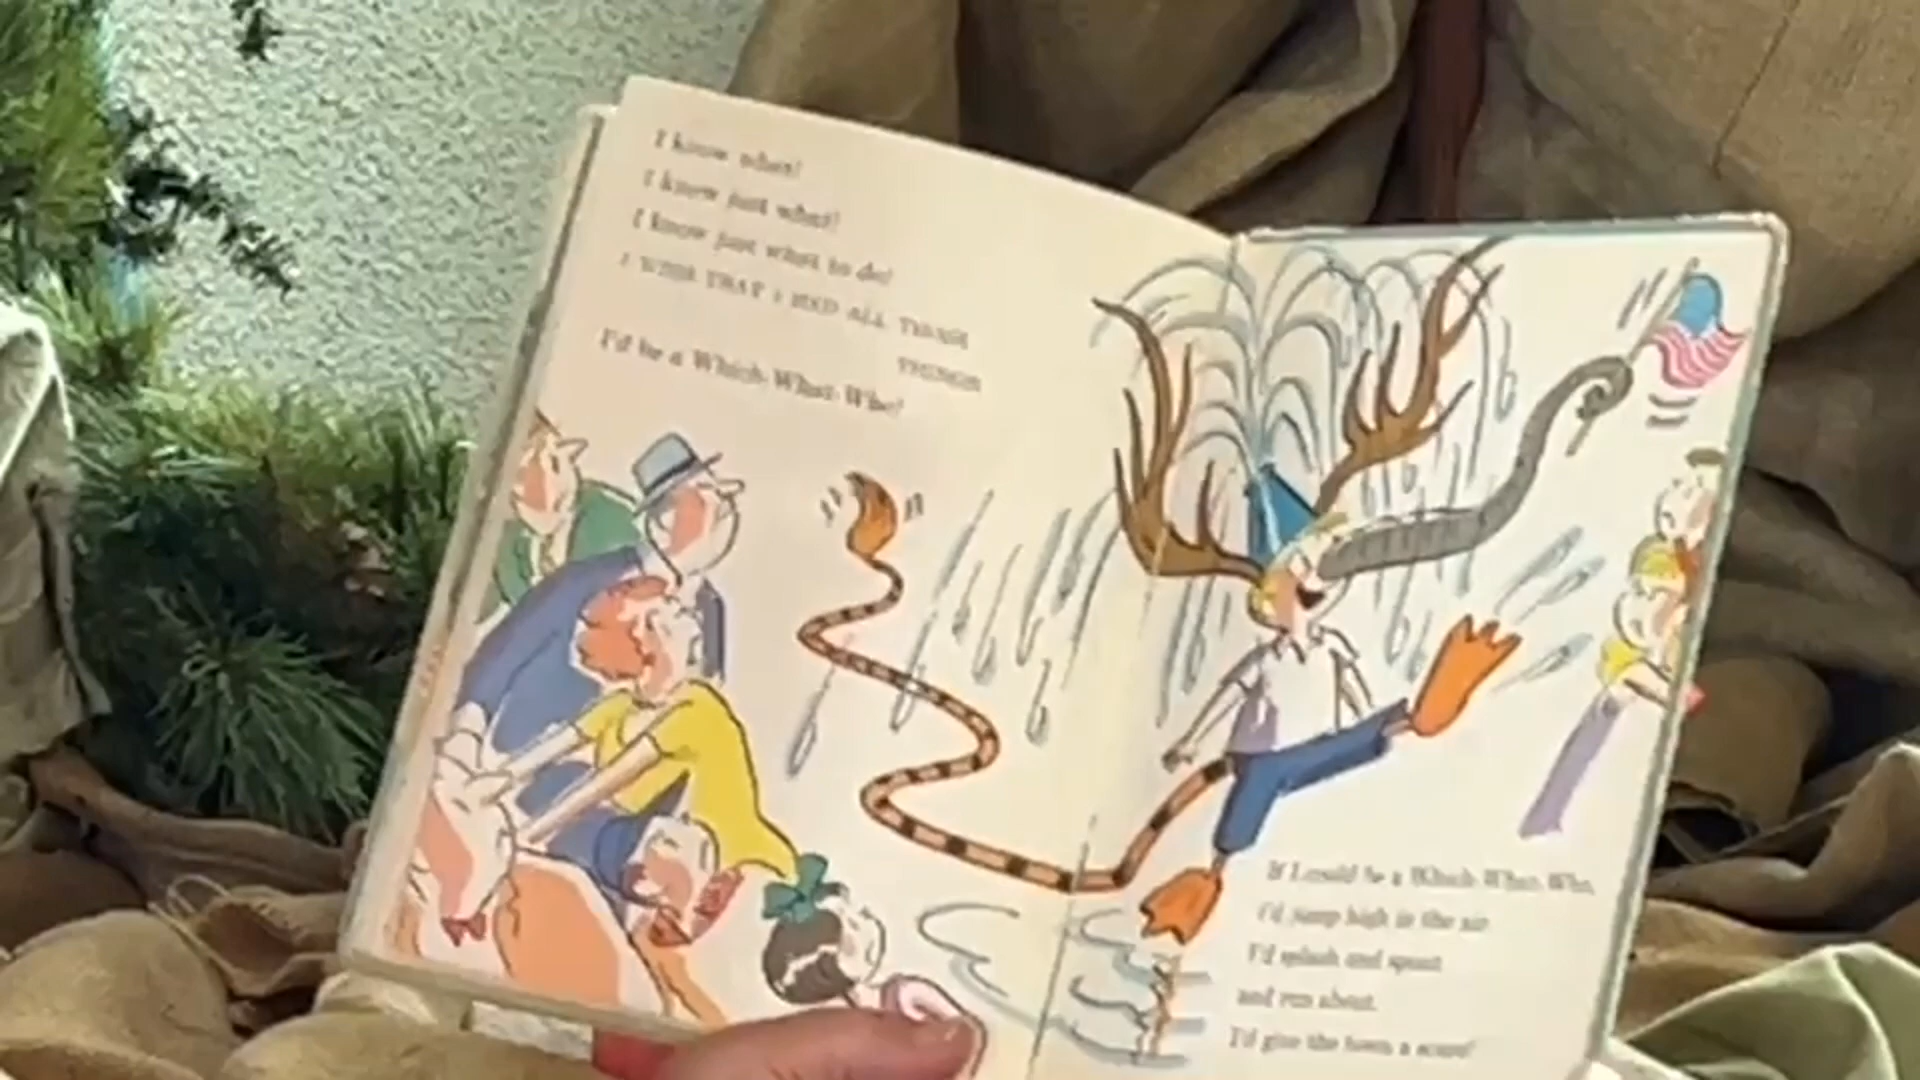 I know what!
I know just what!
I know just what to do!
I WISH THAT I HAD ALL THESE
THINGS
I'd be a Which-What-Who!
If I could be a Which-What-Who,
I'd jump high in the air
I'd splash and spout
and run about.
I'd give the town a scare!